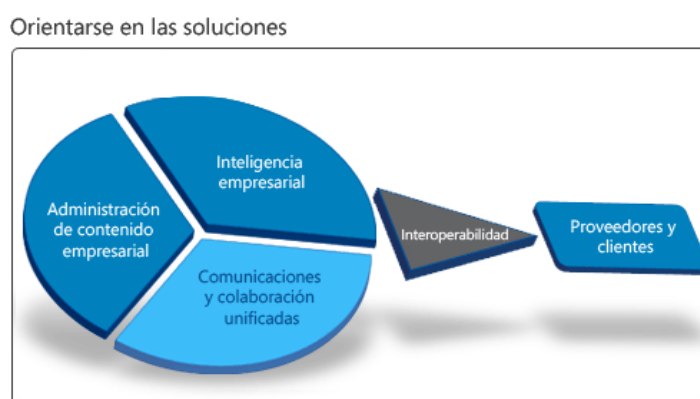 Orientarse en las soluciones
Inteligencia
empresarial
Administración
de contenido
empresarial
Comunicaciones
y colaboración
unificadas
Interoperabilidad
Proveedores y
clientes